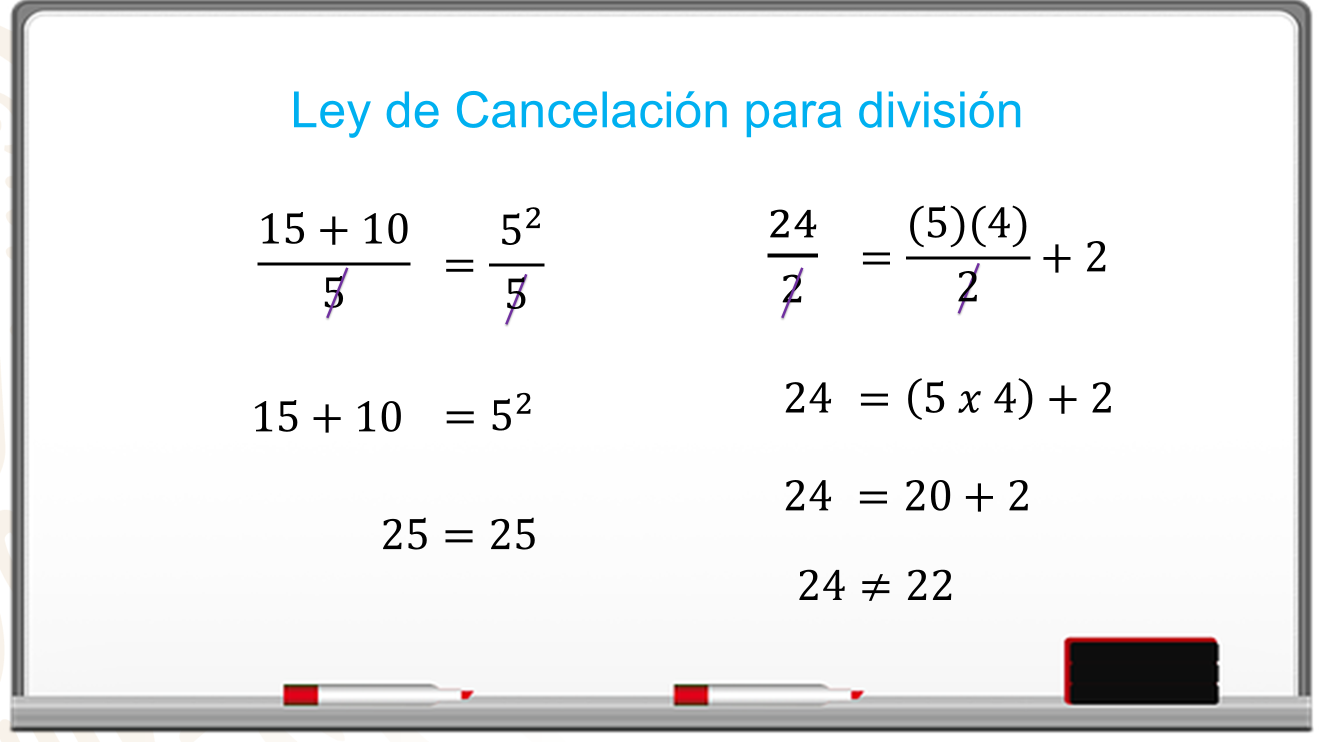 Ley de Cancelación para división
15 + 10 / 5 = 5² / 5
15 + 10 = 5²
25 = 25
24 / 2 = (5)(4) / 2 + 2
24 = (5 x 4) + 2
24 = 20 + 2
24 ≠ 22